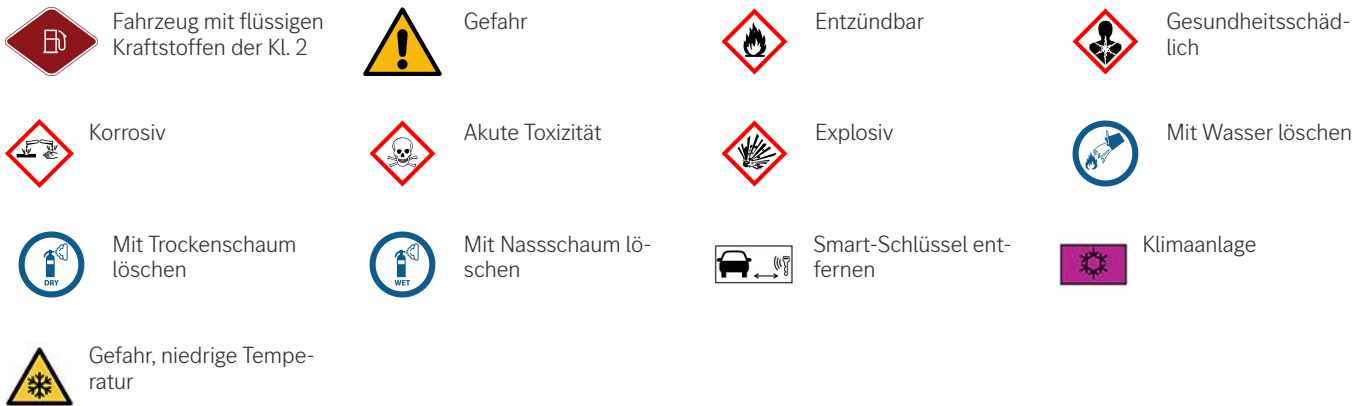 Fahrzeug mit flüssigen
Kraftstoffen der Kl. 2
Gefahr
Entzündbar
Gesundheitsschäd-
lich
Korrosiv
Akute Toxizität
Explosiv
Mit Wasser löschen
DRY
Mit Trockenschaum
löschen
WET
Mit Nassschaum lö-
schen
Smart-Schlüssel ent-
fernen
Klimaanlage
Gefahr, niedrige Tempe-
ratur